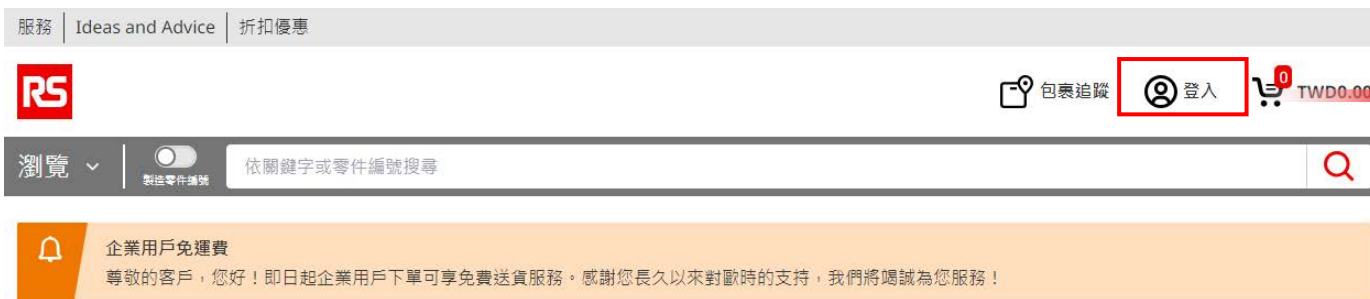 服務 Ideas and Advice 折扣優惠
RS 包裹追蹤 登入 0 TWD0.00
瀏覽 製造零件編號 依關鍵字或零件編號搜尋
企業用戶免運費
尊敬的客戶，您好！即日起企業用戶下單可享免費送貨服務。感謝您長久以來對歐時的支持，我們將竭誠為您服務！